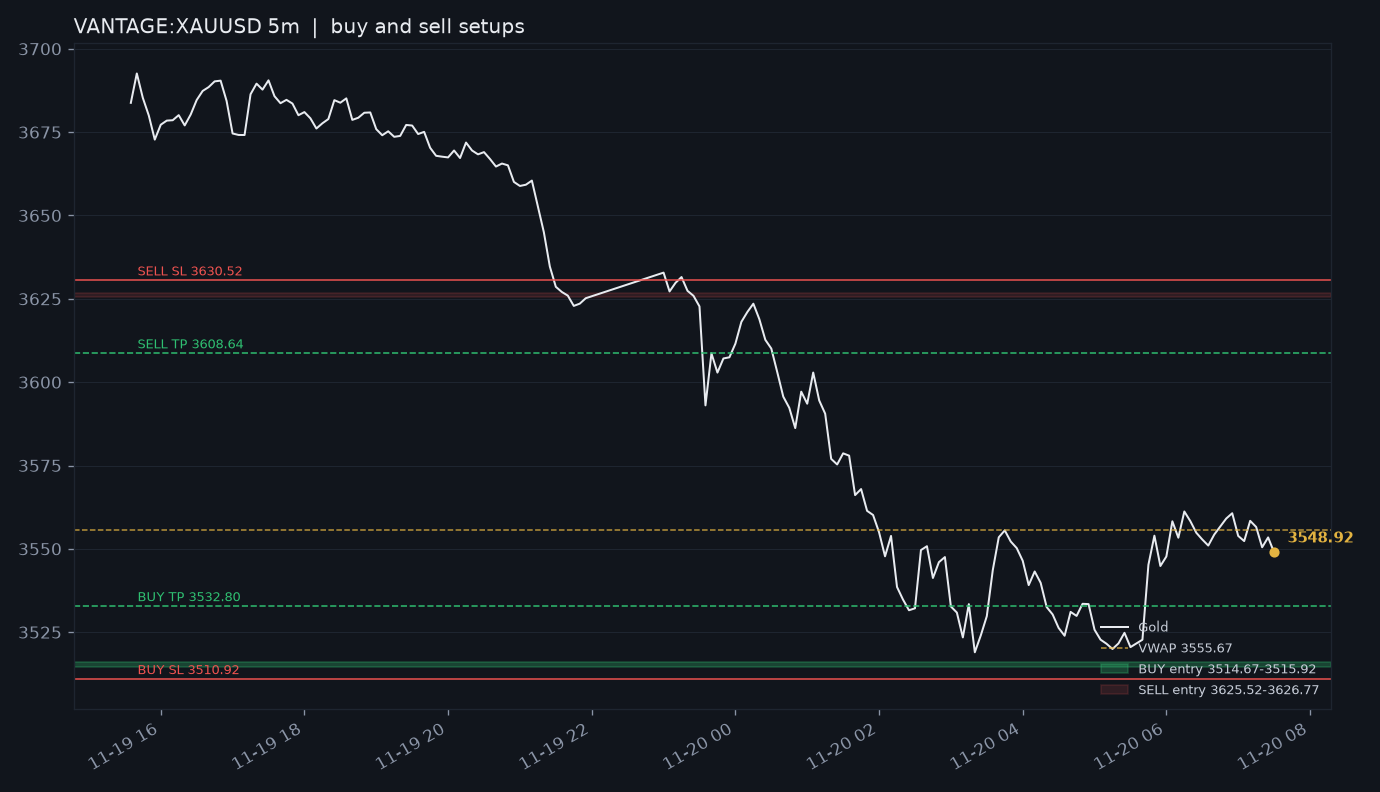 VANTAGE:XAUUSD 5m | buy and sell setups
3700
3675
3650
SELL SL 3630.52
3625
SELL TP 3608.64
3600
3575
3550
3548.92
BUY TP 3532.80
3525
BUY SL 3510.92
Gold
VWAP 3555.67
BUY entry 3514.67-3515.92
SELL entry 3625.52-3626.77
11-19 16
11-19 18
11-19 20
11-19 22
11-20 00
11-20 02
11-20 04
11-20 06
11-20 08